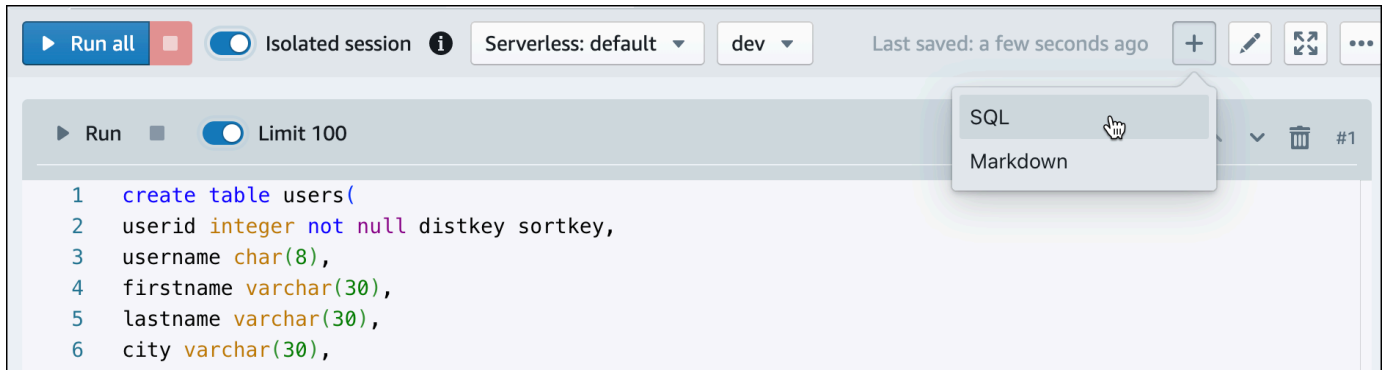 Run all Isolated session i Serverless: default dev Last saved: a few seconds ago
SQL
Run Limit 100 #1
Markdown
1 create table users(
2 userid integer not null distkey sortkey,
3 username char(8),
4 firstname varchar(30),
5 lastname varchar(30),
6 city varchar(30),